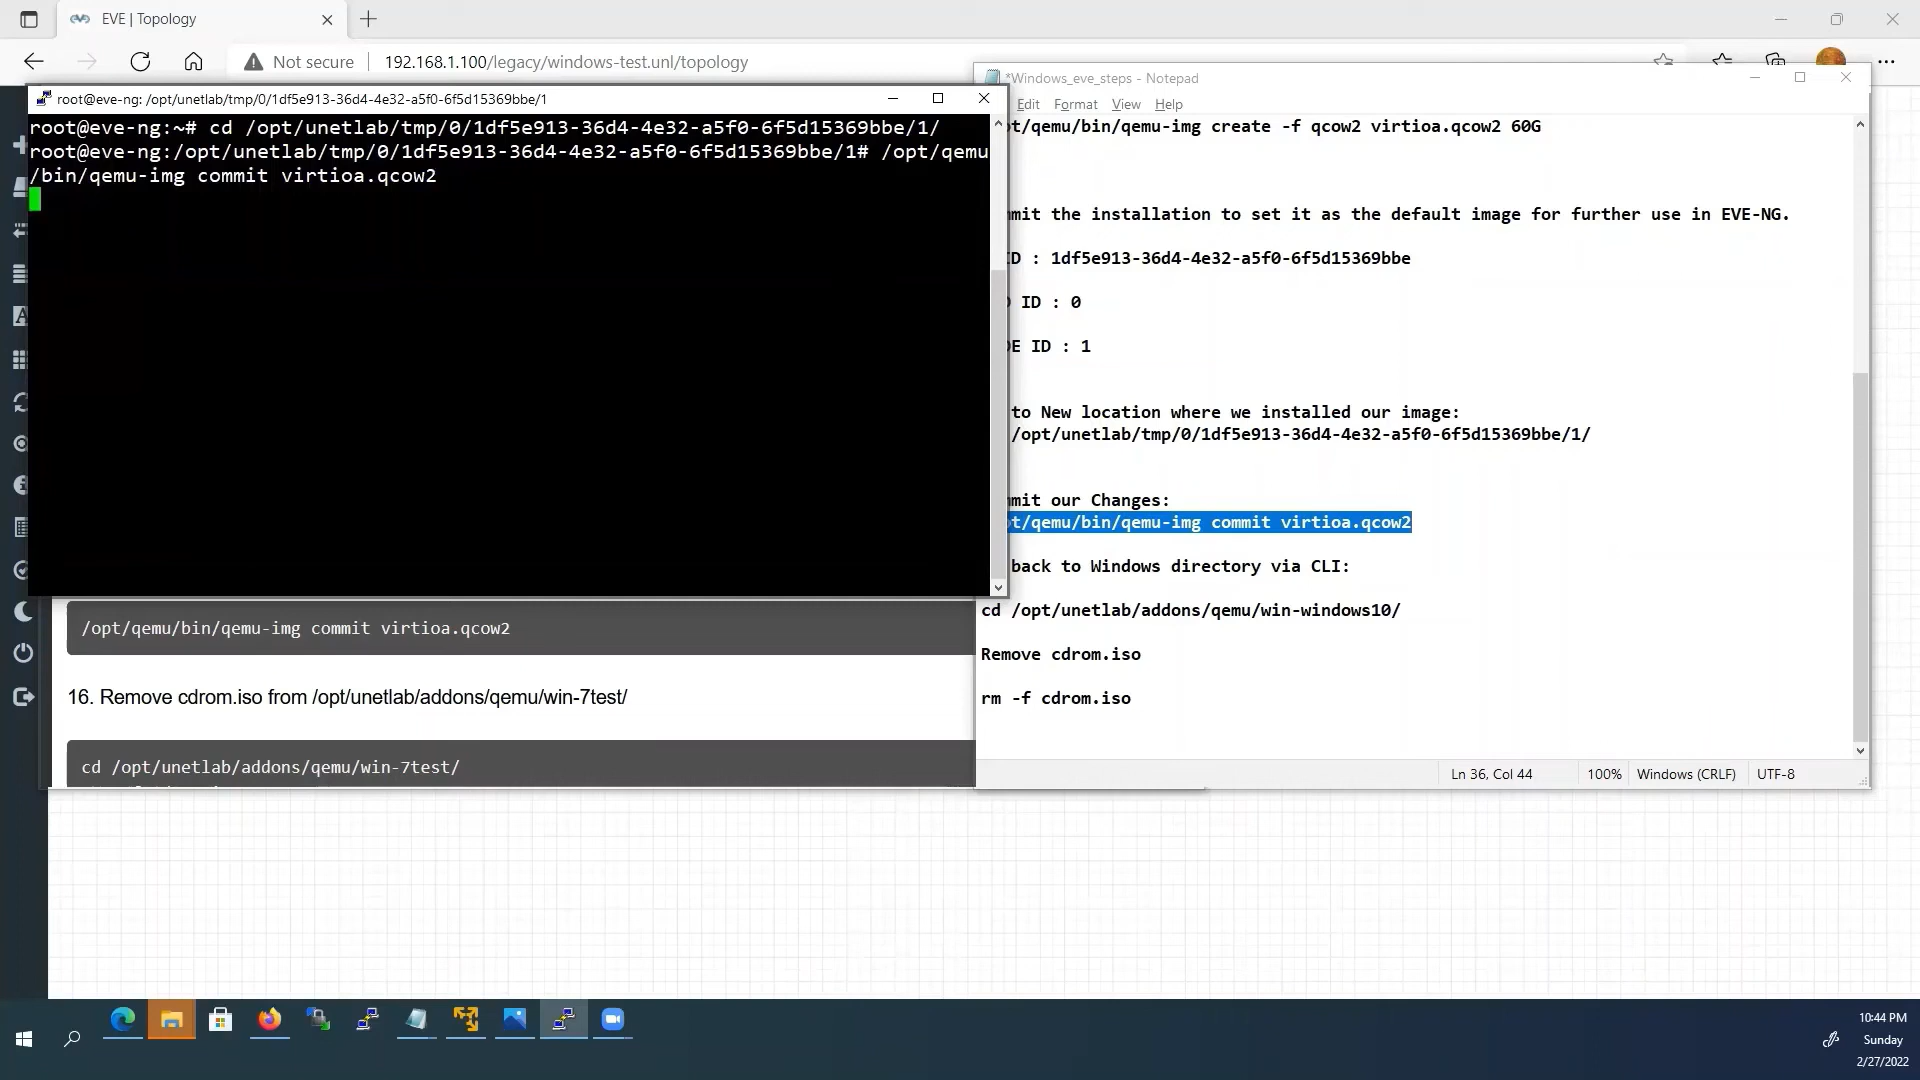 EVE | Topology
Not secure
192.168.1.100/legacy/windows-test.unl/topology
root@eve-ng: /opt/unetlab/tmp/0/1df5e913-36d4-4e32-a5f0-6f5d15369bbe/1
root@eve-ng:~# cd /opt/unetlab/tmp/0/1df5e913-36d4-4e32-a5f0-6f5d15369bbe/1/
root@eve-ng:/opt/unetlab/tmp/0/1df5e913-36d4-4e32-a5f0-6f5d15369bbe/1# /opt/qemu
/bin/qemu-img commit virtioa.qcow2
*Windows_eve_steps - Notepad
Edit Format View Help
pt/qemu/bin/qemu-img create -f qcow2 virtioa.qcow2 60G
mmit the installation to set it as the default image for further use in EVE-NG.
ID : 1df5e913-36d4-4e32-a5f0-6f5d15369bbe
D ID : 0
DE ID : 1
to New location where we installed our image:
/opt/unetlab/tmp/0/1df5e913-36d4-4e32-a5f0-6f5d15369bbe/1/
mmit our Changes:
pt/qemu/bin/qemu-img commit virtioa.qcow2
back to Windows directory via CLI:
cd /opt/unetlab/addons/qemu/win-windows10/
Remove cdrom.iso
rm -f cdrom.iso
Ln 36, Col 44
100%
Windows (CRLF)
UTF-8
/opt/qemu/bin/qemu-img commit virtioa.qcow2
16. Remove cdrom.iso from /opt/unetlab/addons/qemu/win-7test/
cd /opt/unetlab/addons/qemu/win-7test/
10:44 PM
Sunday
2/27/2022